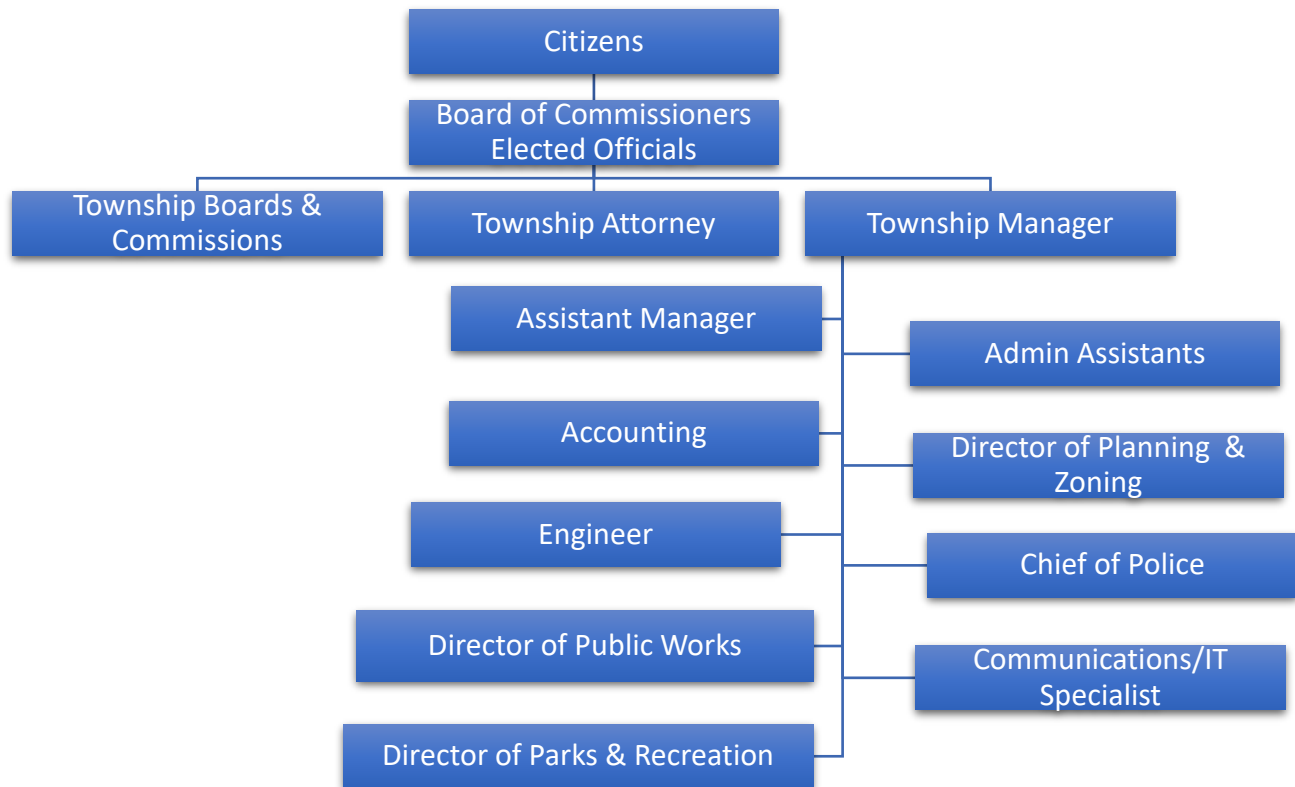 Citizens
Board of Commissioners
Elected Officials
Township Boards &
Commissions
Township Attorney
Township Manager
Assistant Manager
Admin Assistants
Accounting
Director of Planning  &
Zoning
Engineer
Chief of Police
Director of Public Works
Communications/IT
Specialist
Director of Parks & Recreation